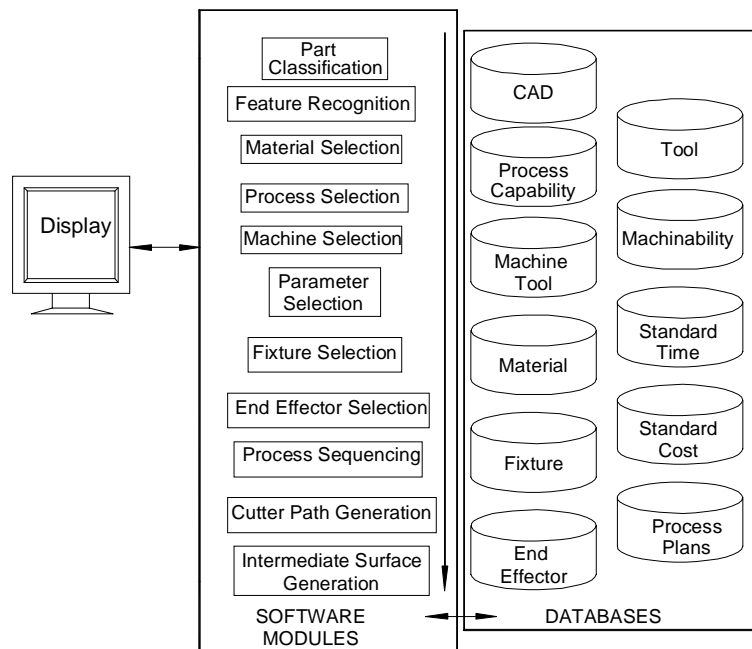 Display
Part
Classification
Feature Recognition
Material Selection
Process Selection
Machine Selection
Parameter
Selection
Fixture Selection
End Effector Selection
Process Sequencing
Cutter Path Generation
Intermediate Surface
Generation
SOFTWARE
MODULES
CAD
Process
Capability
Machine
Tool
Material
Fixture
End
Effector
Tool
Machinability
Standard
Time
Standard
Cost
Process
Plans
DATABASES